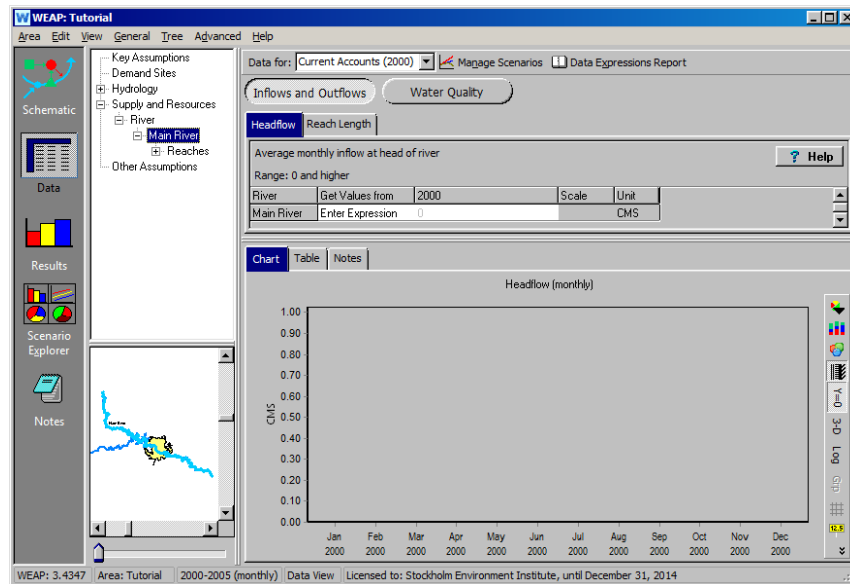 WEAP: Tutorial
Area Edit View General Tree Advanced Help
Schematic
Data
Results
Scenario
Explorer
Notes
Key Assumptions
Demand Sites
Hydrology
Supply and Resources
River
Main River
Reaches
Other Assumptions
Data for: Current Accounts (2000) Manage Scenarios Data Expressions Report
Inflows and Outflows Water Quality
Headflow Reach Length
Average monthly inflow at head of river
? Help
Range: 0 and higher
River Get Values from 2000 Scale Unit
Main River Enter Expression 0 CMS
Chart Table Notes
Headflow (monthly)
CMS
1.00
0.90
0.80
0.70
0.60
0.50
0.40
0.30
0.20
0.10
0.00
Jan Feb Mar Apr May Jun Jul Aug Sep Oct Nov Dec
2000 2000 2000 2000 2000 2000 2000 2000 2000 2000 2000 2000
Y=0
3-D
Log
Grp
12.5
WEAP: 3.4347 Area: Tutorial 2000-2005 (monthly) Data View Licensed to: Stockholm Environment Institute, until December 31, 2014